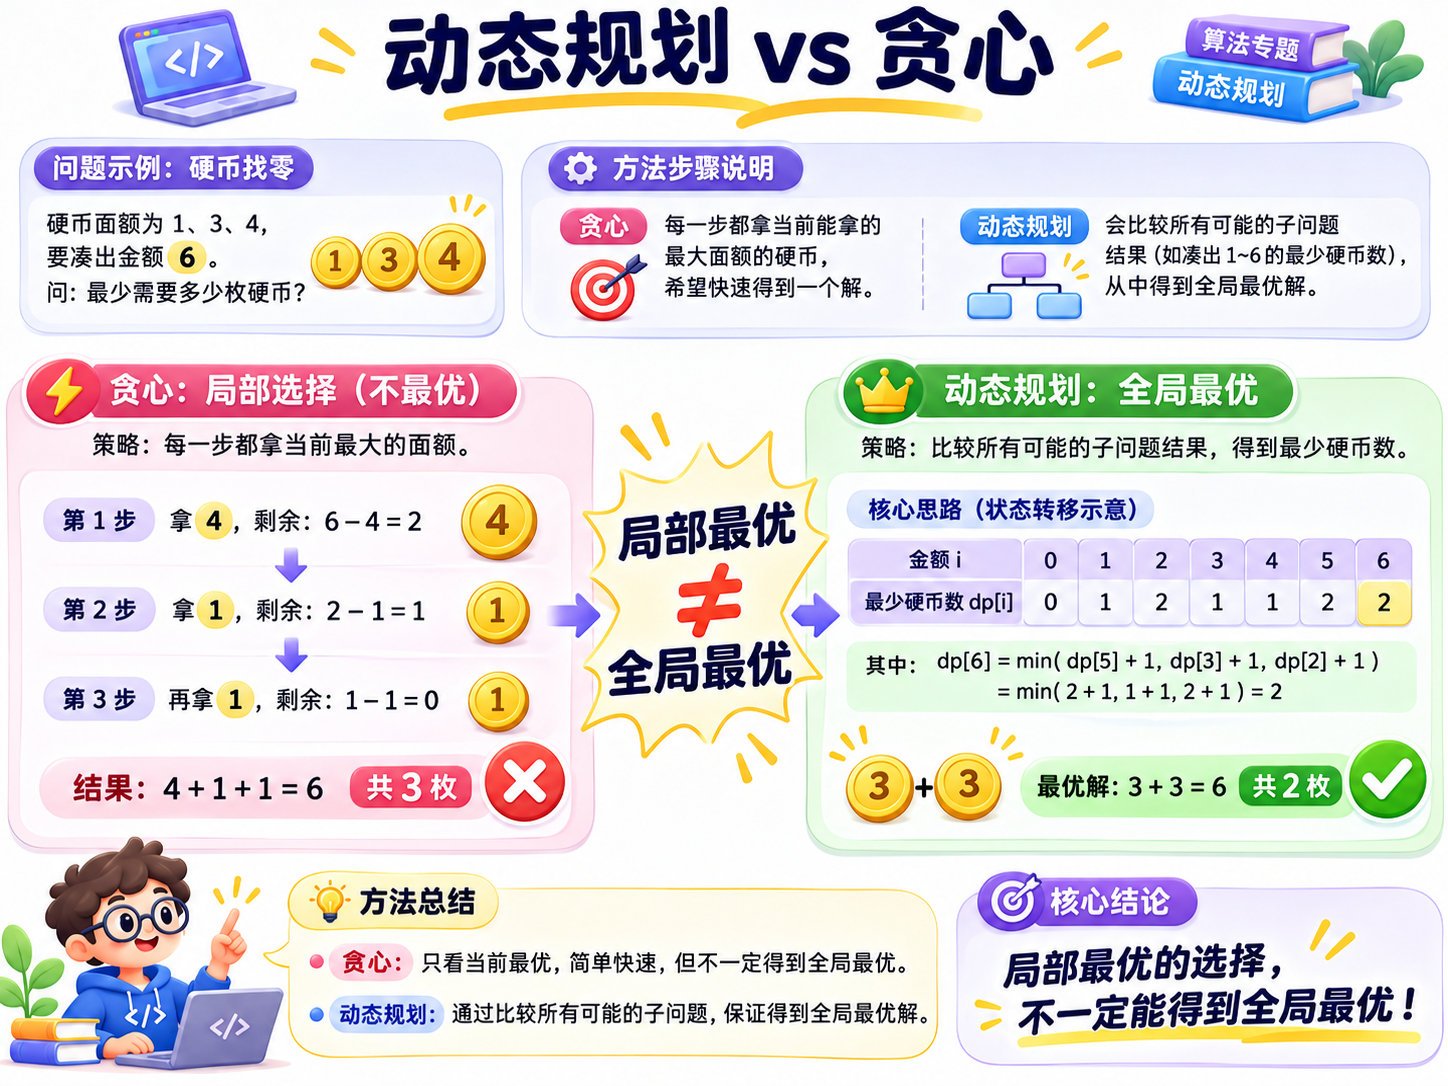 </>
动态规划 vs 贪心
算法专题
动态规划
问题示例：硬币找零
硬币面额为 1、3、4，
要凑出金额 6 。
问：最少需要多少枚硬币？
1 3 4
方法步骤说明
贪心
每一步都拿当前能拿的
最大面额的硬币，
希望快速得到一个解。
动态规划
会比较所有可能的子问题
结果（如凑出 1~6 的最少硬币数），
从中得到全局最优解。
贪心：局部选择（不最优）
策略：每一步都拿当前最大的面额。
第 1 步 拿 4 ，剩余：6 – 4 = 2 4
第 2 步 拿 1 ，剩余：2 – 1 = 1 1
第 3 步 再拿 1 ，剩余：1 – 1 = 0 1
结果：4 + 1 + 1 = 6 共 3 枚
局部最优
≠
全局最优
动态规划：全局最优
策略：比较所有可能的子问题结果，得到最少硬币数。
核心思路（状态转移示意）
金额 i 0 1 2 3 4 5 6
最少硬币数 dp[i] 0 1 2 1 1 2 2
其中： dp[6] = min( dp[5] + 1, dp[3] + 1, dp[2] + 1 )
= min( 2 + 1, 1 + 1, 2 + 1 ) = 2
3 + 3
最优解：3 + 3 = 6 共 2 枚
</>
</>
方法总结
贪心：只看当前最优，简单快速，但不一定得到全局最优。
动态规划：通过比较所有可能的子问题，保证得到全局最优解。
核心结论
局部最优的选择，
不一定能得到全局最优！